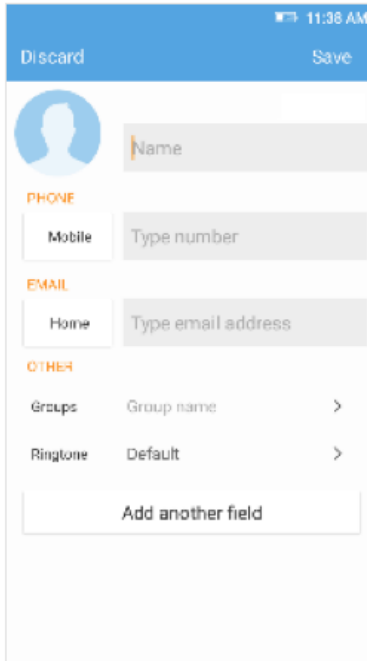 11:38 AM
Discard Save
Name
PHONE
Mobile Type number
EMAIL
Home Type email address
OTHER
Groups Group name >
Ringtone Default >
Add another field